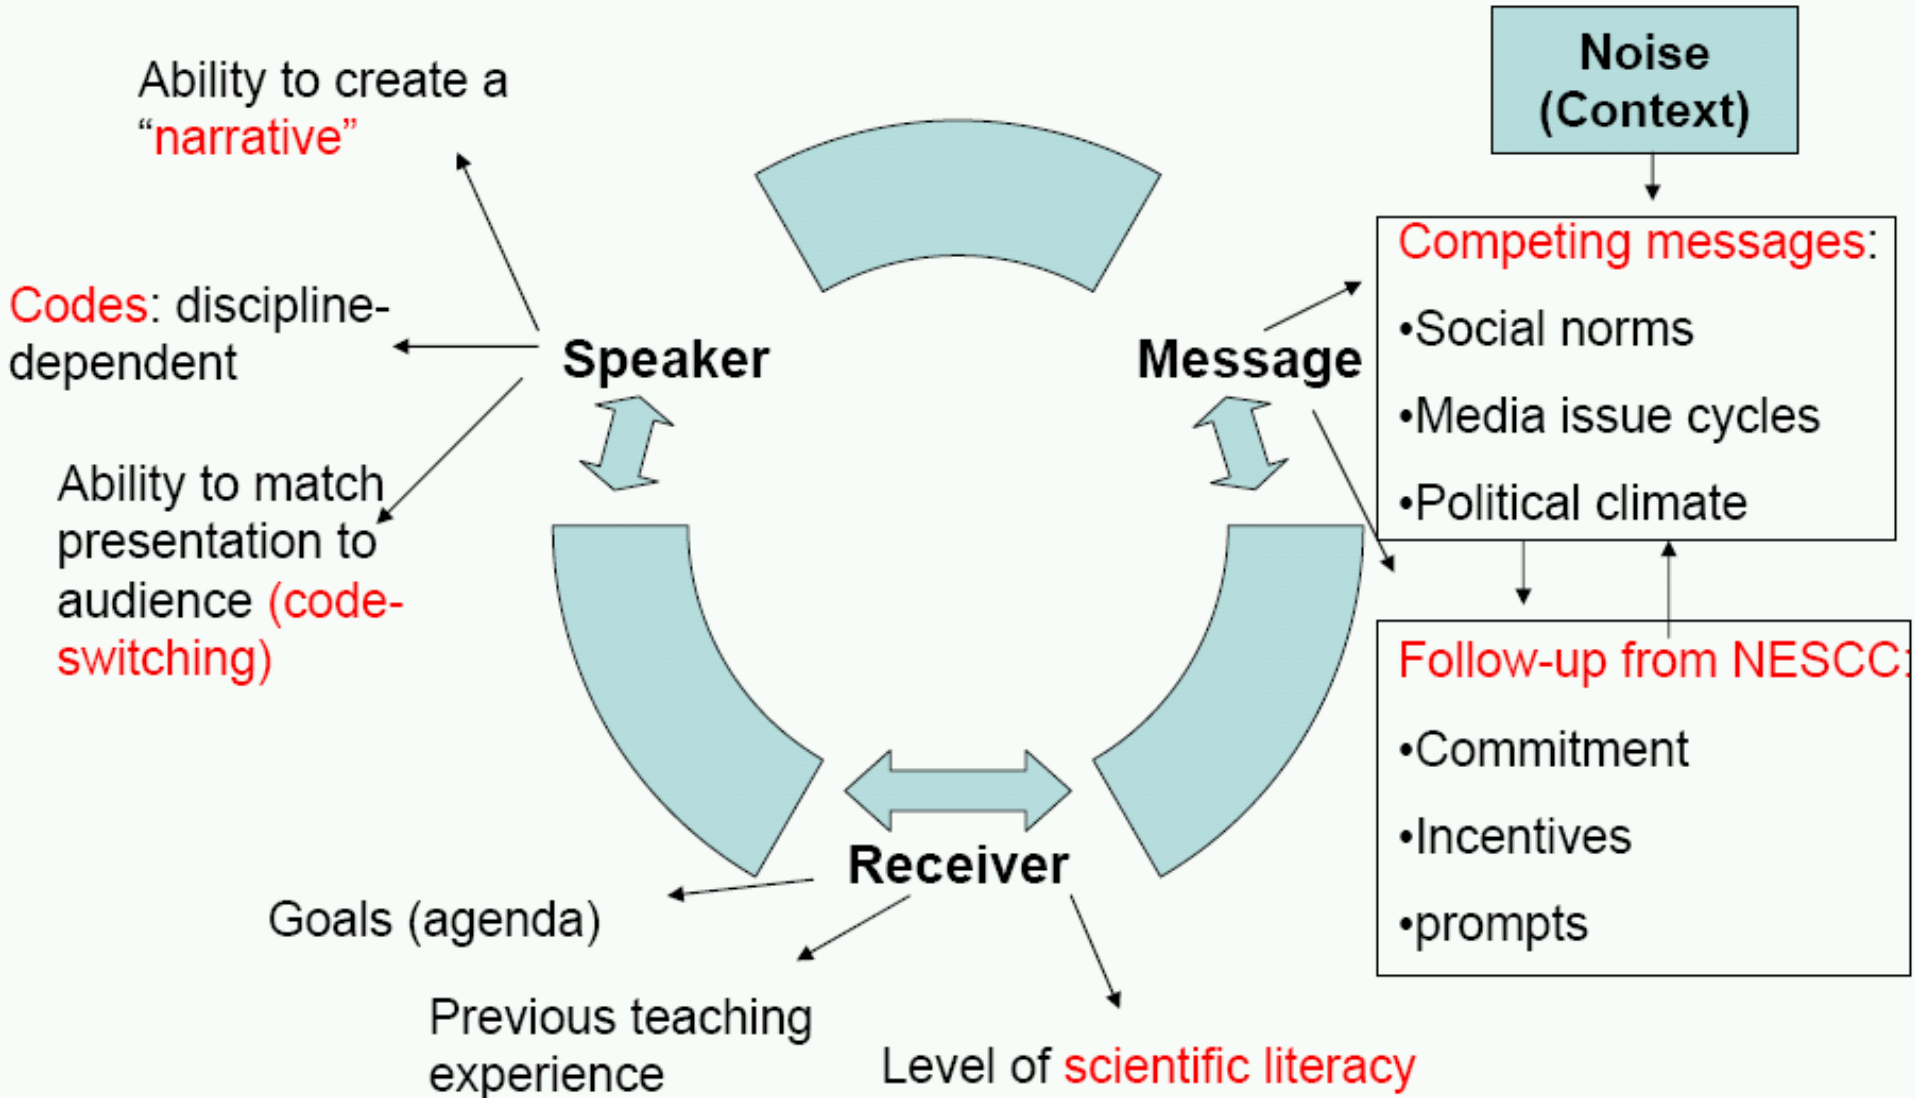 Ability to create a
“narrative”
Codes: discipline-
dependent
Ability to match
presentation to
audience (code-
switching)
Speaker
Message
Receiver
Goals (agenda)
Previous teaching
experience
Level of scientific literacy
Noise
(Context)
Competing messages:
•Social norms
•Media issue cycles
•Political climate
Follow-up from NESCC:
•Commitment
•Incentives
•prompts